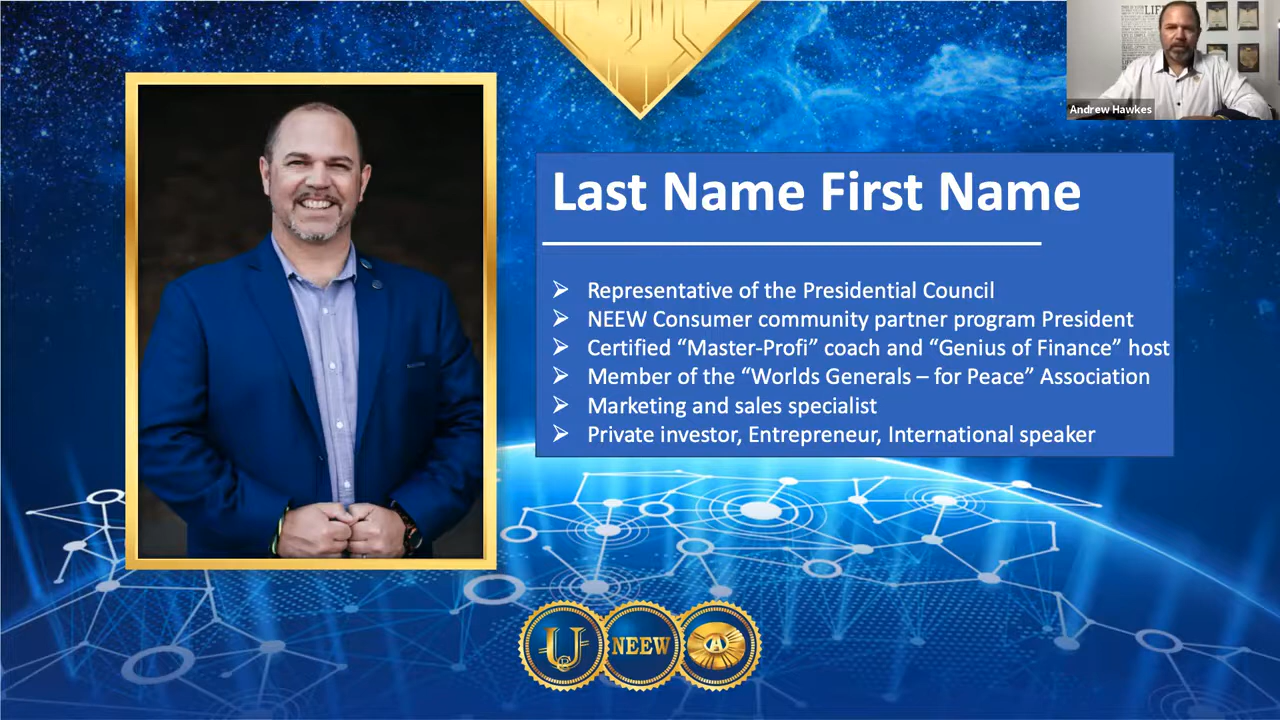 LIFE
Andrew Hawkes
Last Name First Name
Representative of the Presidential Council
NEEW Consumer community partner program President
Certified “Master-Profi” coach and “Genius of Finance” host
Member of the “Worlds Generals – for Peace” Association
Marketing and sales specialist
Private investor, Entrepreneur, International speaker
U
NEEW
A